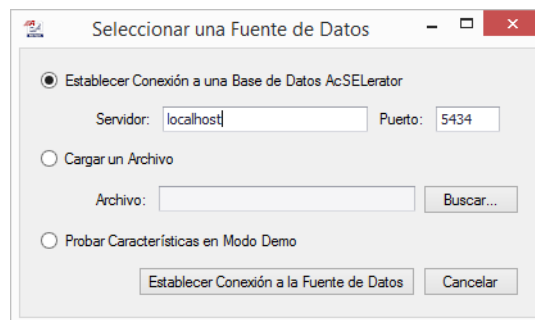 Seleccionar una Fuente de Datos
Establecer Conexión a una Base de Datos AcSELerator
Servidor: localhost Puerto: 5434
Cargar un Archivo
Archivo: Buscar...
Probar Características en Modo Demo
Establecer Conexión a la Fuente de Datos Cancelar